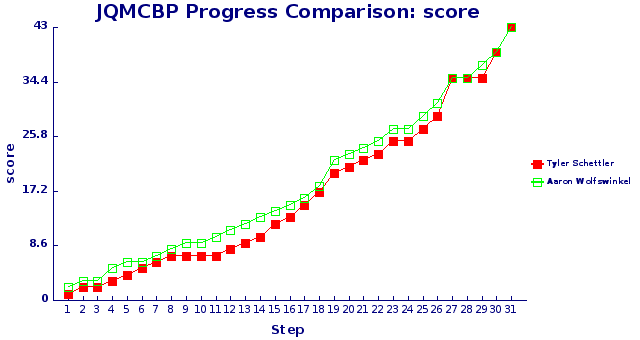 JQMCBP Progress Comparison: score
43
34.4
25.8
17.2
8.6
0
score
1 2 3 4 5 6 7 8 9 10 11 12 13 14 15 16 17 18 19 20 21 22 23 24 25 26 27 28 29 30 31
Step
Tyler Schettler
Aaron Wolfswinkel